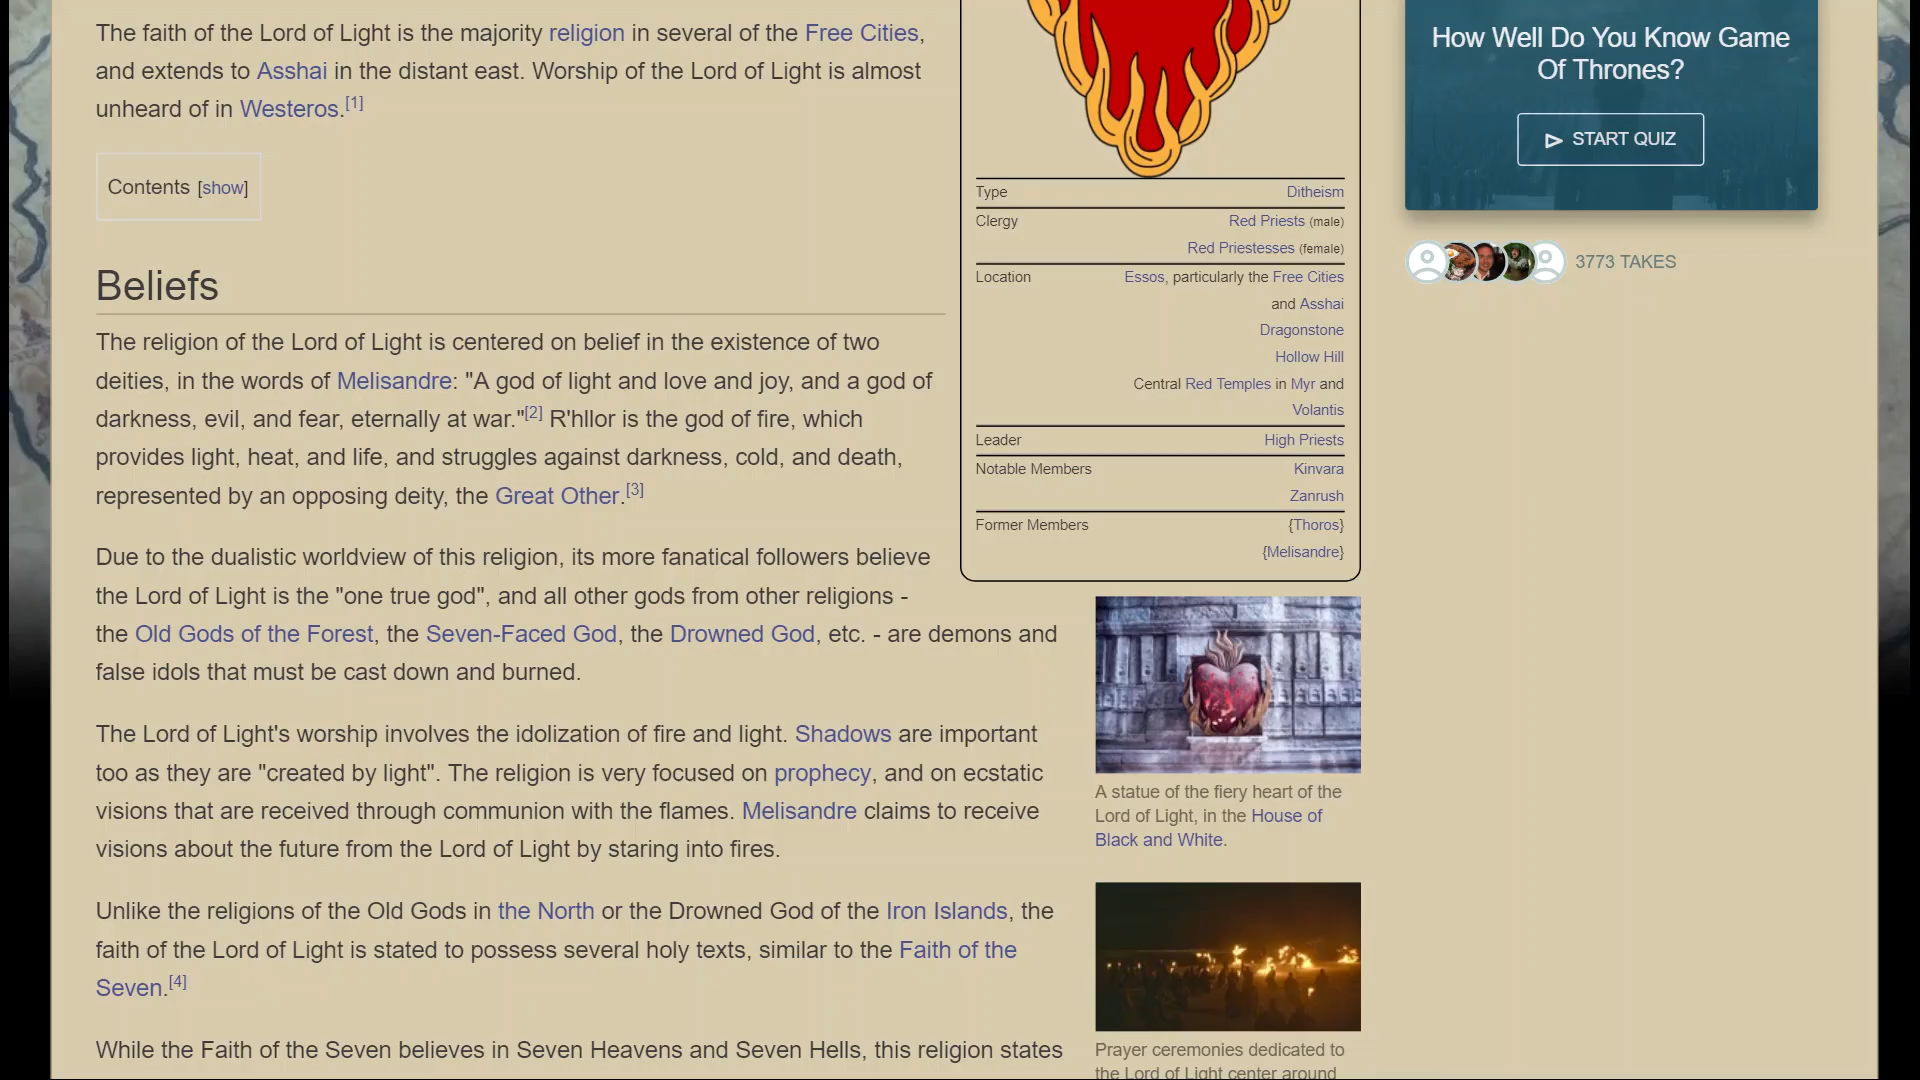 The faith of the Lord of Light is the majority religion in several of the Free Cities,
and extends to Asshai in the distant east. Worship of the Lord of Light is almost
unheard of in Westeros.[1]
Contents [show]
Beliefs
The religion of the Lord of Light is centered on belief in the existence of two
deities, in the words of Melisandre: "A god of light and love and joy, and a god of
darkness, evil, and fear, eternally at war."[2] R'hllor is the god of fire, which
provides light, heat, and life, and struggles against darkness, cold, and death,
represented by an opposing deity, the Great Other.[3]
Due to the dualistic worldview of this religion, its more fanatical followers believe
the Lord of Light is the "one true god", and all other gods from other religions -
the Old Gods of the Forest, the Seven-Faced God, the Drowned God, etc. - are demons and
false idols that must be cast down and burned.
The Lord of Light's worship involves the idolization of fire and light. Shadows are important
too as they are "created by light". The religion is very focused on prophecy, and on ecstatic
visions that are received through communion with the flames. Melisandre claims to receive
visions about the future from the Lord of Light by staring into fires.
Unlike the religions of the Old Gods in the North or the Drowned God of the Iron Islands, the
faith of the Lord of Light is stated to possess several holy texts, similar to the Faith of the
Seven.[4]
While the Faith of the Seven believes in Seven Heavens and Seven Hells, this religion states
Type Ditheism
Clergy Red Priests (male)
Red Priestesses (female)
Location Essos, particularly the Free Cities
and Asshai
Dragonstone
Hollow Hill
Central Red Temples in Myr and
Volantis
Leader High Priests
Notable Members Kinvara
Zanrush
Former Members {Thoros}
{Melisandre}
A statue of the fiery heart of the
Lord of Light, in the House of
Black and White.
Prayer ceremonies dedicated to
the Lord of Light center around
How Well Do You Know Game
Of Thrones?
START QUIZ
3773 TAKES